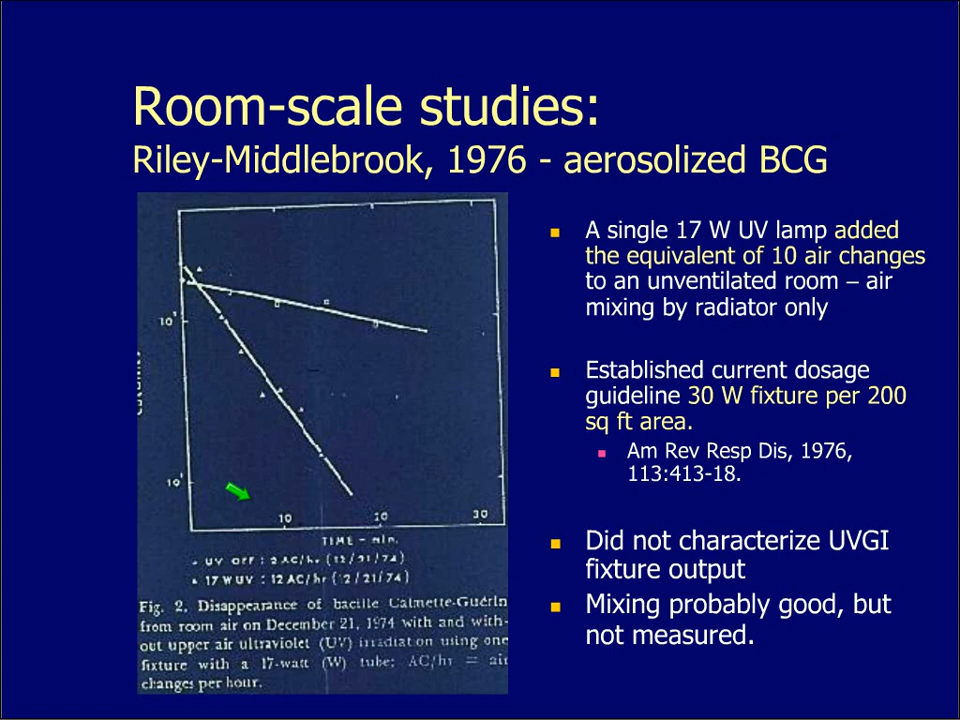 Room-scale studies:
Riley-Middlebrook, 1976 - aerosolized BCG
10
10
10
20
30
TIME - min.
UV OFF : 2 AC/hr (12/21/74)
▲ 17 W UV : 12 AC/hr (12/21/74)
Fig. 2. Disappearance of bacille Calmette-Guérin
from room air on December 21, 1974 with and with-
out upper air ultraviolet (UV) irradiation using one
fixture with a 17-watt (W) tube; AC/hr = air
changes per hour.
A single 17 W UV lamp added
the equivalent of 10 air changes
to an unventilated room – air
mixing by radiator only
Established current dosage
guideline 30 W fixture per 200
sq ft area.
Am Rev Resp Dis, 1976,
113:413-18.
Did not characterize UVGI
fixture output
Mixing probably good, but
not measured.